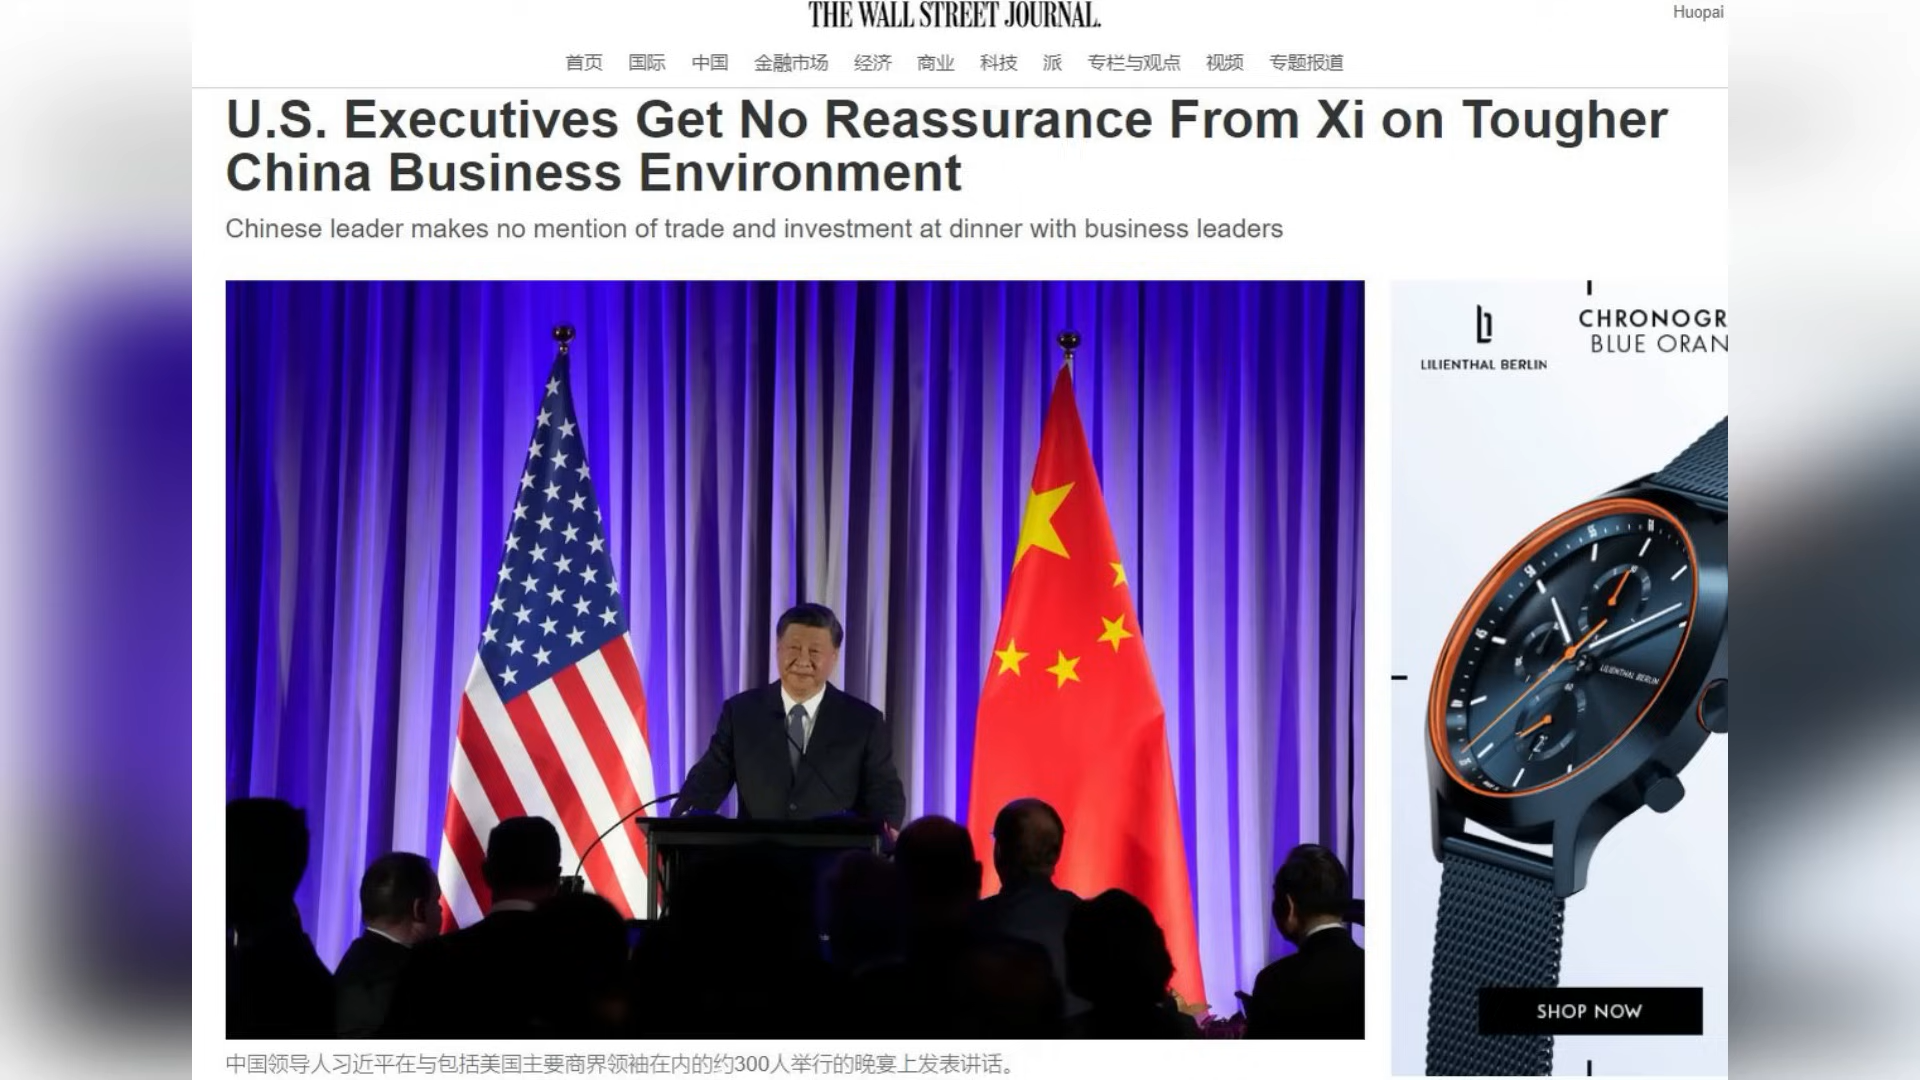 THE WALL STREET JOURNAL.
Huopai
首页 国际 中国 金融市场 经济 商业 科技 派 专栏与观点 视频 专题报道
U.S. Executives Get No Reassurance From Xi on Tougher
China Business Environment
Chinese leader makes no mention of trade and investment at dinner with business leaders
LILIENTHAL BERLIN
CHRONOGR
BLUE ORAN
LILIENTHAL BERLIN
SHOP NOW
中国领导人习近平在与包括美国主要商界领袖在内的约300人举行的晚宴上发表讲话。